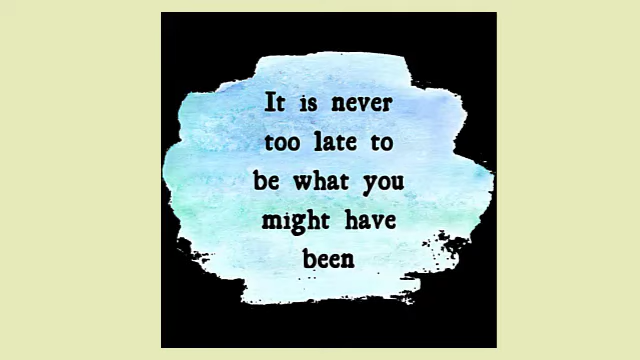 It is never
too late to
be what you
might have
been